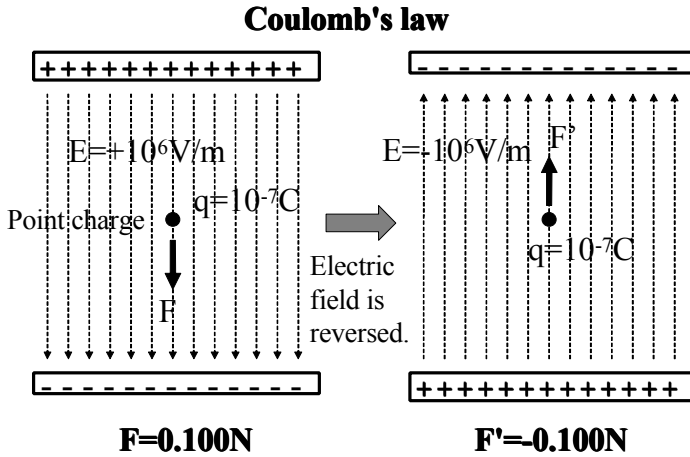 Coulomb's law
+ + + + + + + + + + + + +
- - - - - - - - - -
E=+10⁶V/m
E=-10⁶V/m
F'
q=10⁻⁷C
Point charge
q=10⁻⁷C
F
Electric
field is
reversed.
- - - - - - - - - -
+ + + + + + + + + + + + +
F=0.100N
F'=-0.100N